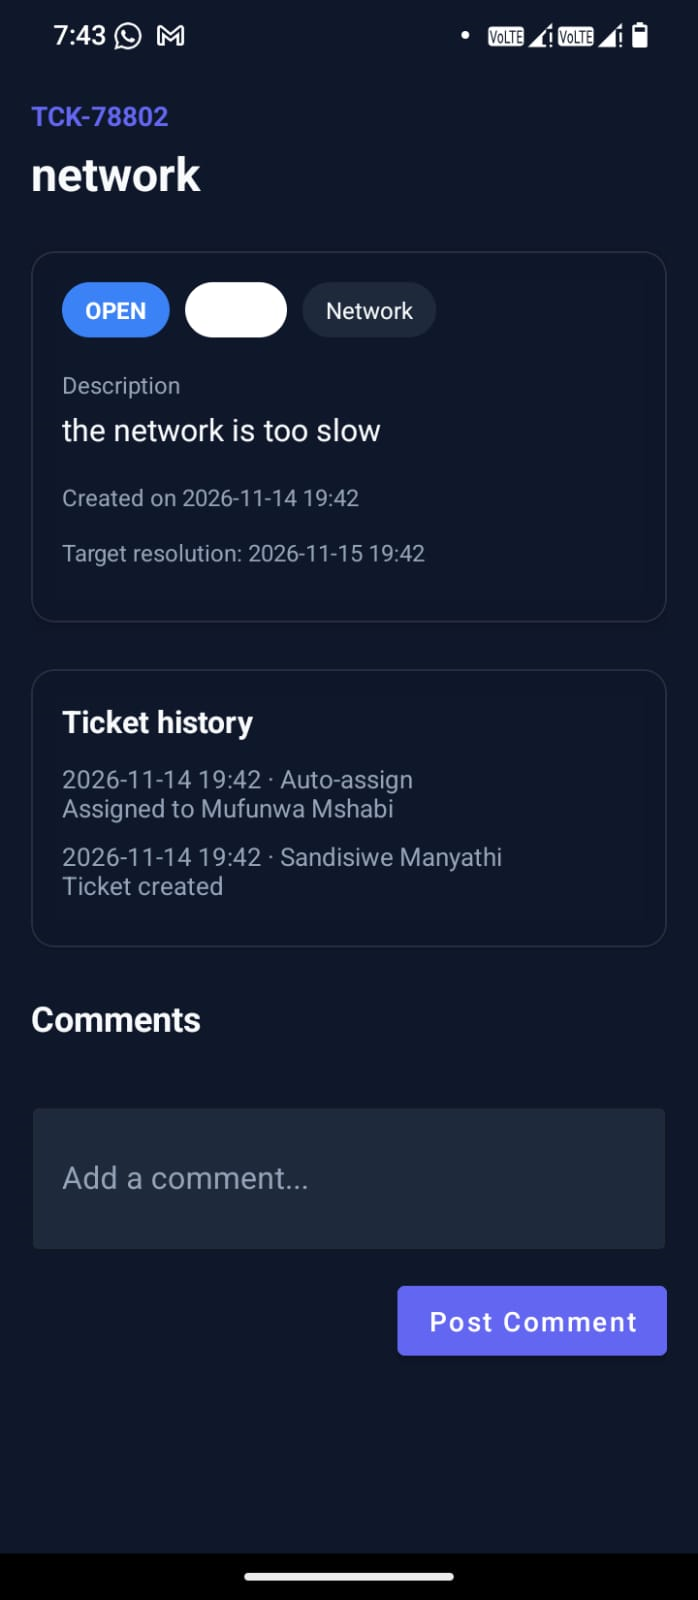 7:43
VoLTE VoLTE
TCK-78802
network
OPEN Network
Description
the network is too slow
Created on 2026-11-14 19:42
Target resolution: 2026-11-15 19:42
Ticket history
2026-11-14 19:42 · Auto-assign
Assigned to Mufunwa Mshabi
2026-11-14 19:42 · Sandisiwe Manyathi
Ticket created
Comments
Add a comment...
Post Comment